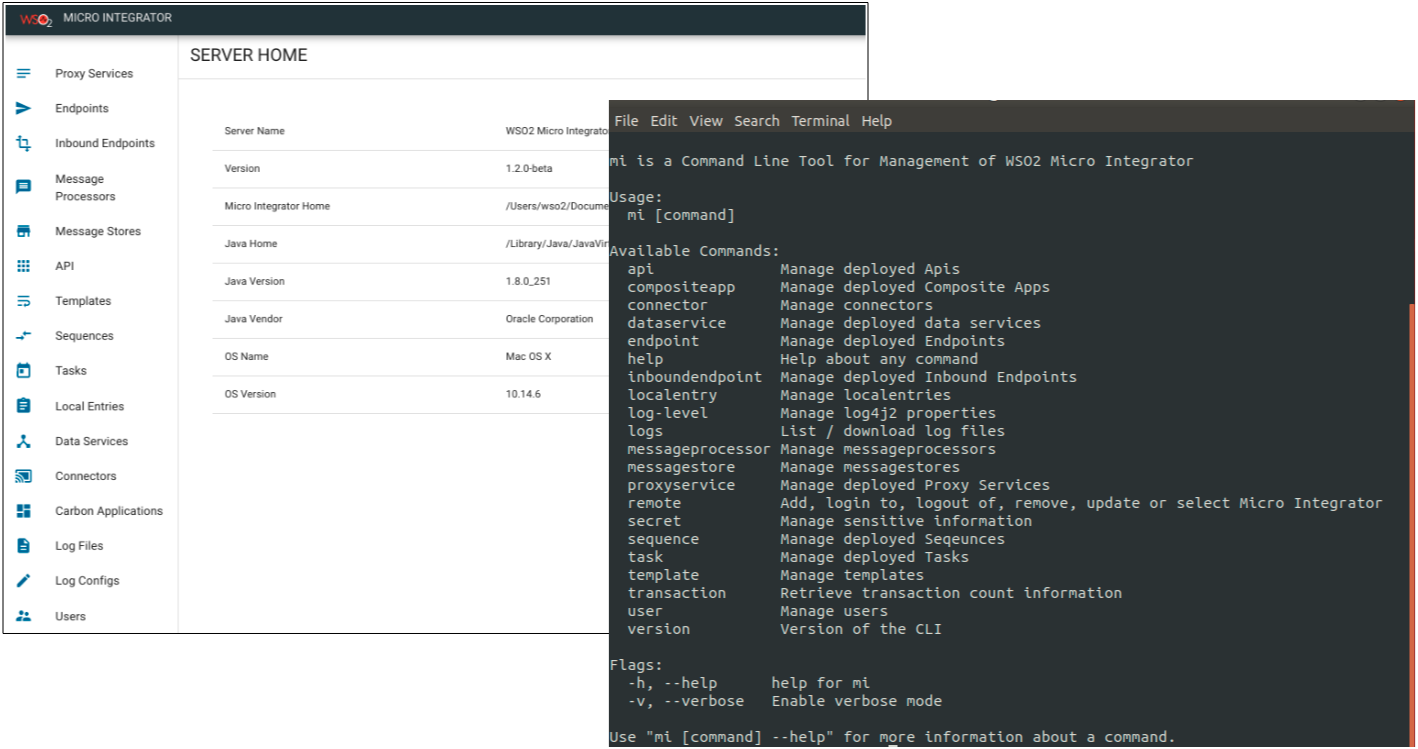 WSO2 MICRO INTEGRATOR
SERVER HOME
Proxy Services
Endpoints
Inbound Endpoints
Message
Processors
Message Stores
API
Templates
Sequences
Tasks
Local Entries
Data Services
Connectors
Carbon Applications
Log Files
Log Configs
Users
Server Name WSO2 Micro Integrato
Version 1.2.0-beta
Micro Integrator Home /Users/wso2/Docume
Java Home /Library/Java/JavaVir
Java Version 1.8.0_251
Java Vendor Oracle Corporation
OS Name Mac OS X
OS Version 10.14.6
File Edit View Search Terminal Help
mi is a Command Line Tool for Management of WSO2 Micro Integrator
Usage:
mi [command]
Available Commands:
api Manage deployed Apis
compositeapp Manage deployed Composite Apps
connector Manage connectors
dataservice Manage deployed data services
endpoint Manage deployed Endpoints
help Help about any command
inboundendpoint Manage deployed Inbound Endpoints
localentry Manage localentries
log-level Manage log4j2 properties
logs List / download log files
messageprocessor Manage messageprocessors
messagestore Manage messagestores
proxyservice Manage deployed Proxy Services
remote Add, login to, logout of, remove, update or select Micro Integrator
secret Manage sensitive information
sequence Manage deployed Seqeunces
task Manage deployed Tasks
template Manage templates
transaction Retrieve transaction count information
user Manage users
version Version of the CLI
Flags:
-h, --help help for mi
-v, --verbose Enable verbose mode
Use "mi [command] --help" for more information about a command.